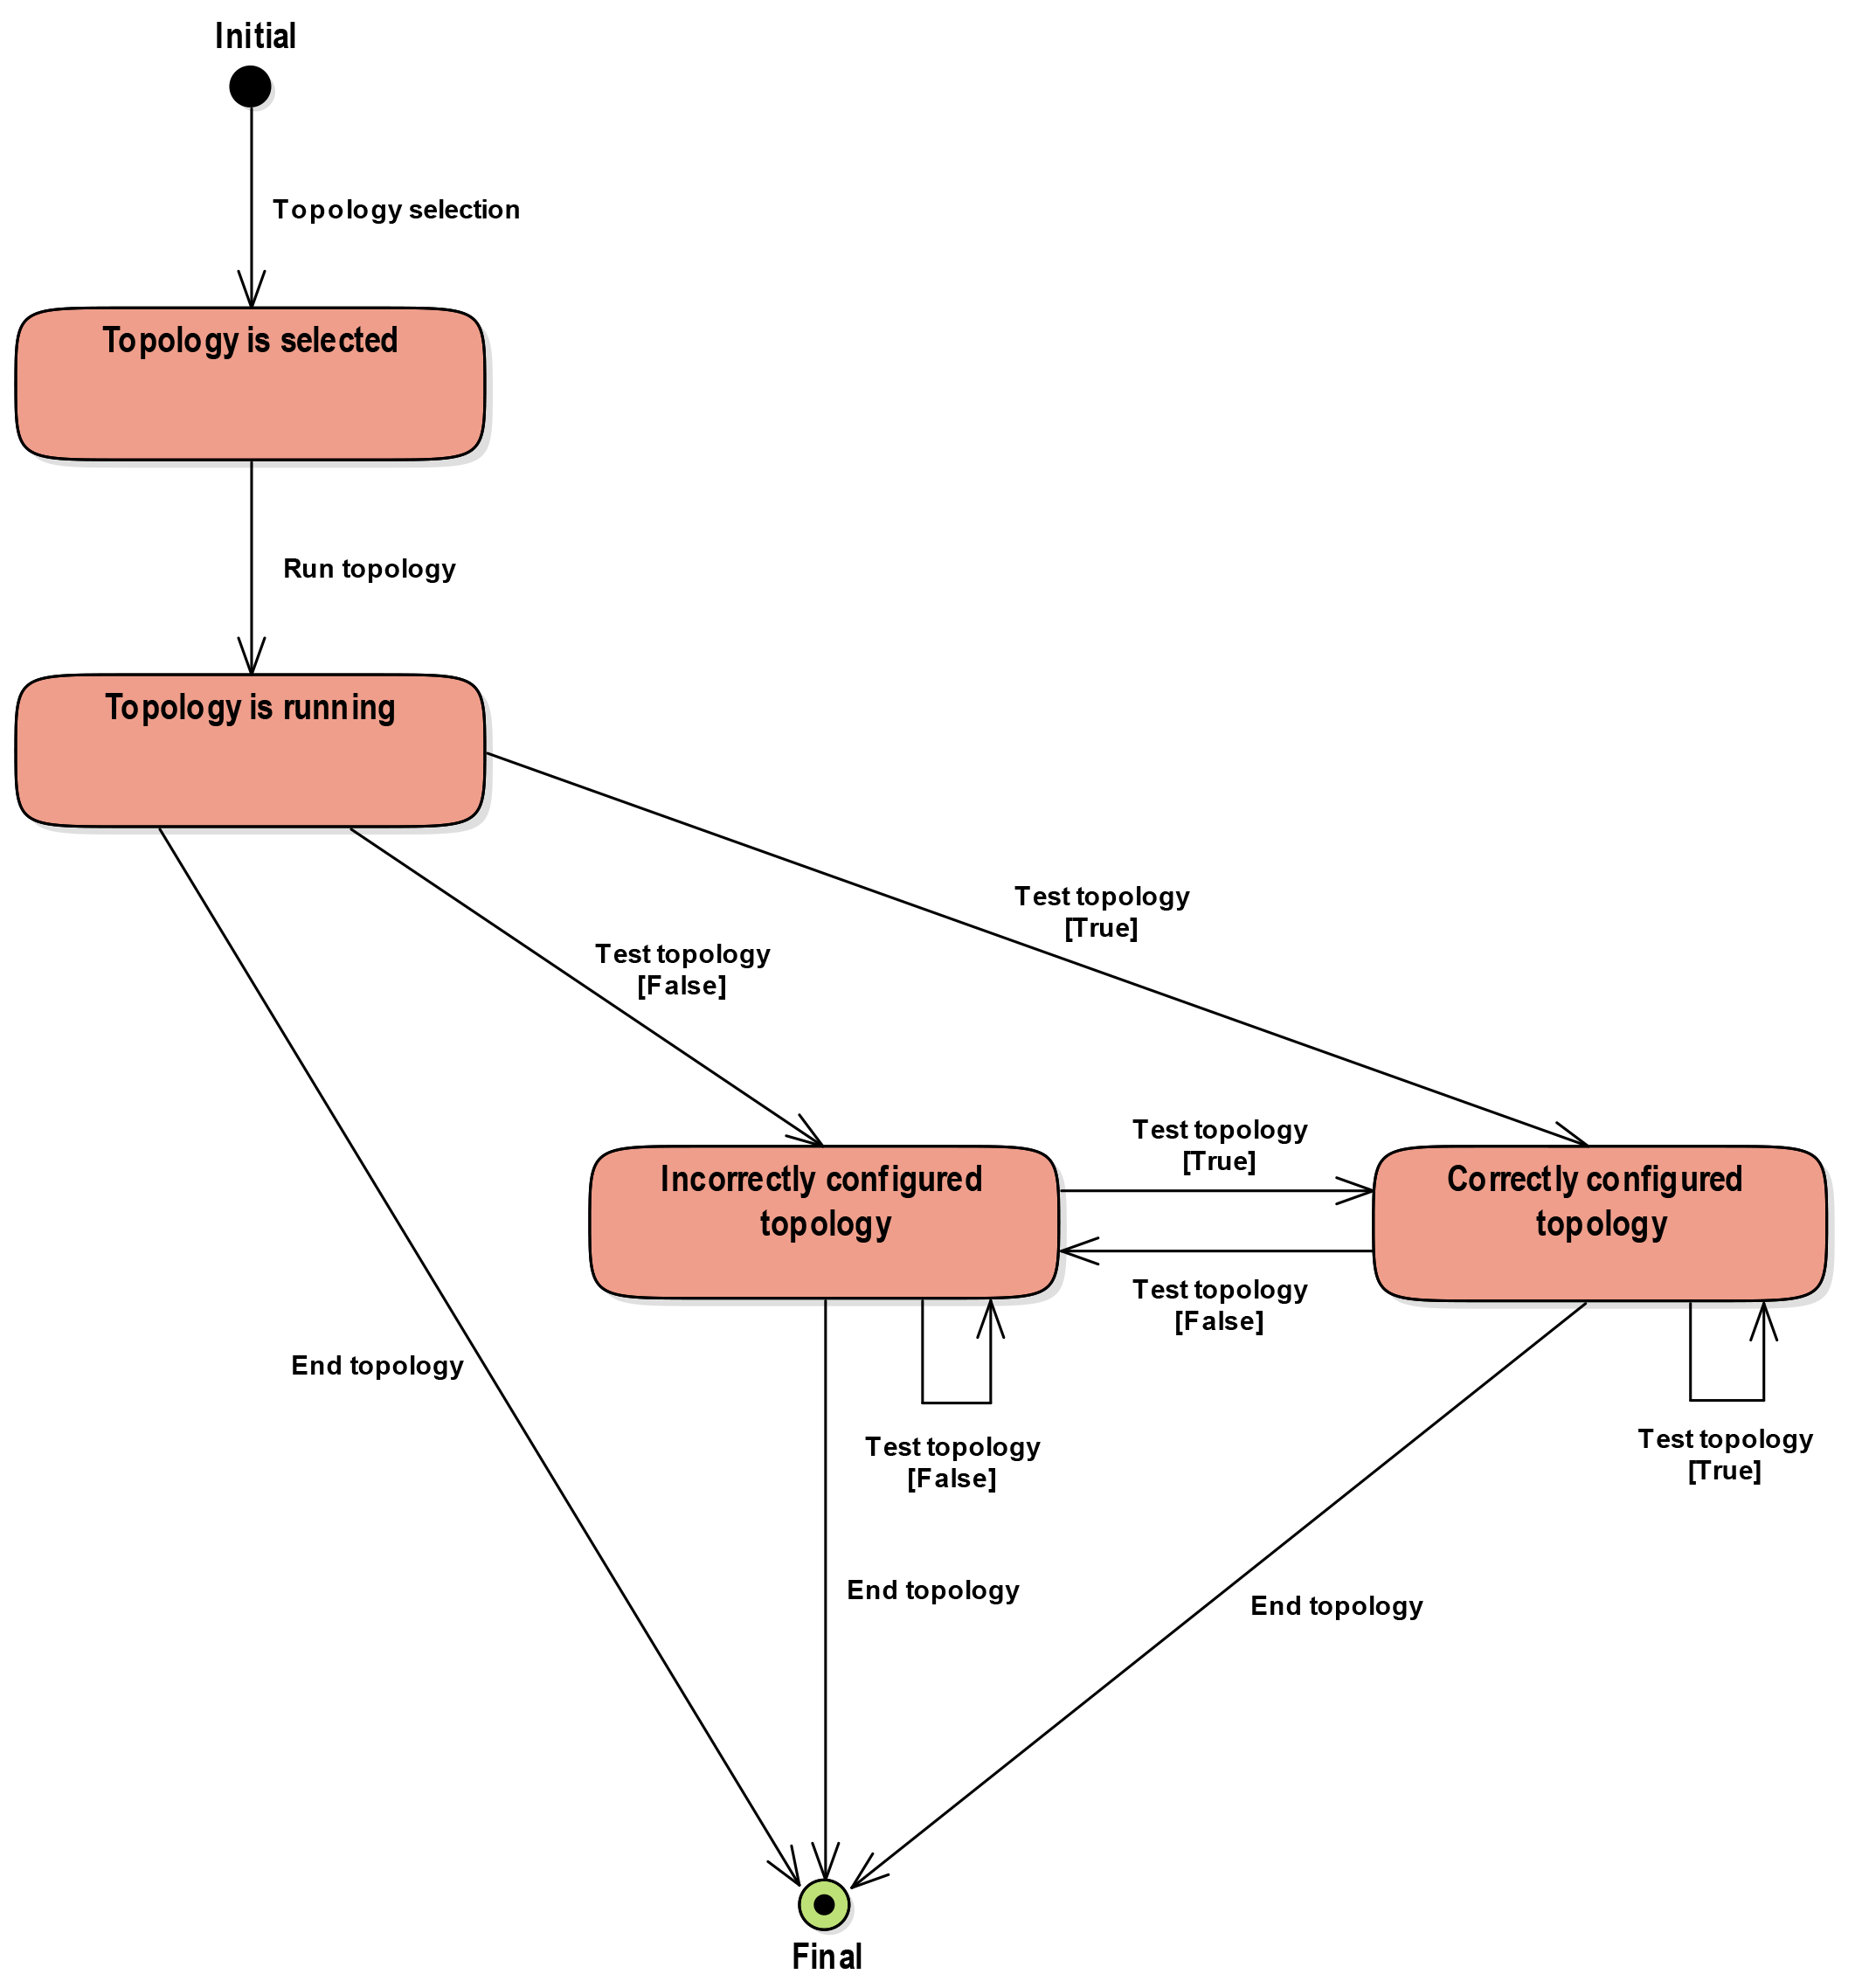 Initial
Topology selection
Topology is selected
Run topology
Topology is running
Test topology
[True]
Test topology
[False]
Test topology
[True]
Incorrectly configured
topology
Correctly configured
topology
Test topology
[False]
End topology
Test topology
[False]
Test topology
[True]
End topology
End topology
Final